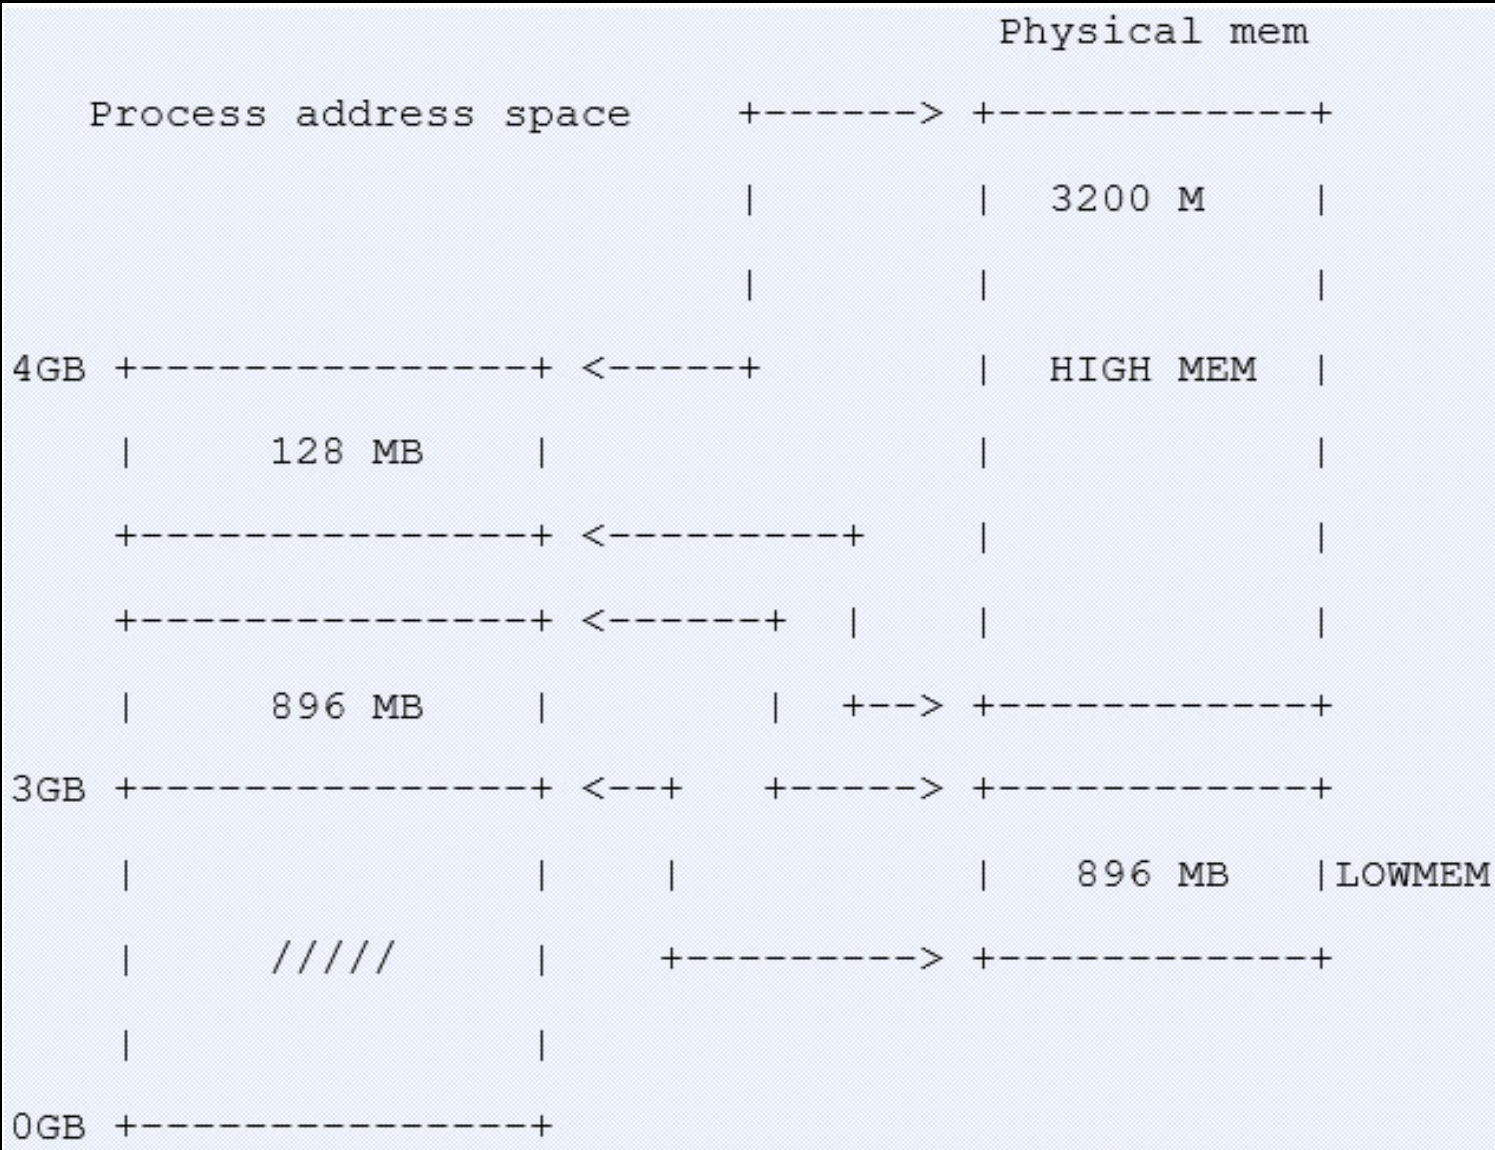 Physical mem
   Process address space    +------> +-------------+
                            |        |  3200 M     |
                            |        |             |
4GB +---------------+ <-----+        |  HIGH MEM   |
    |     128 MB    |                |             |
    +---------------+ <---------+    |             |
    +---------------+ <------+  |    |             |
    |     896 MB    |        |  +--> +-------------+
3GB +---------------+ <--+   +-----> +-------------+
    |               |    |           |   896 MB    |LOWMEM
    |     /////     |    +---------> +-------------+
    |               |
0GB +---------------+